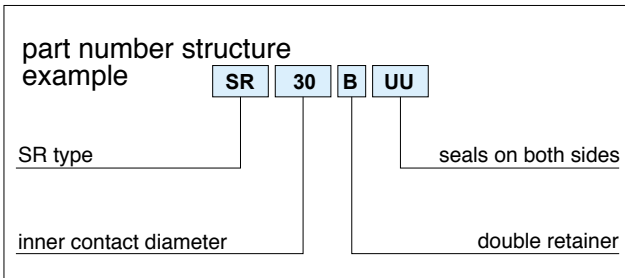 part number structure
example
SR 30 B UU
SR type
seals on both sides
inner contact diameter
double retainer